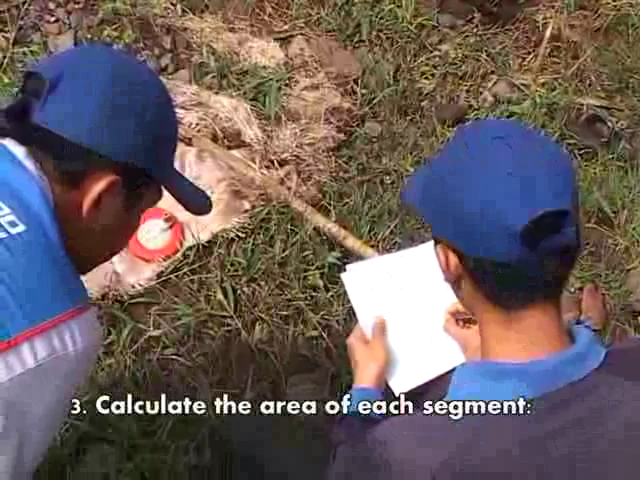 3. Calculate the area of each segment: